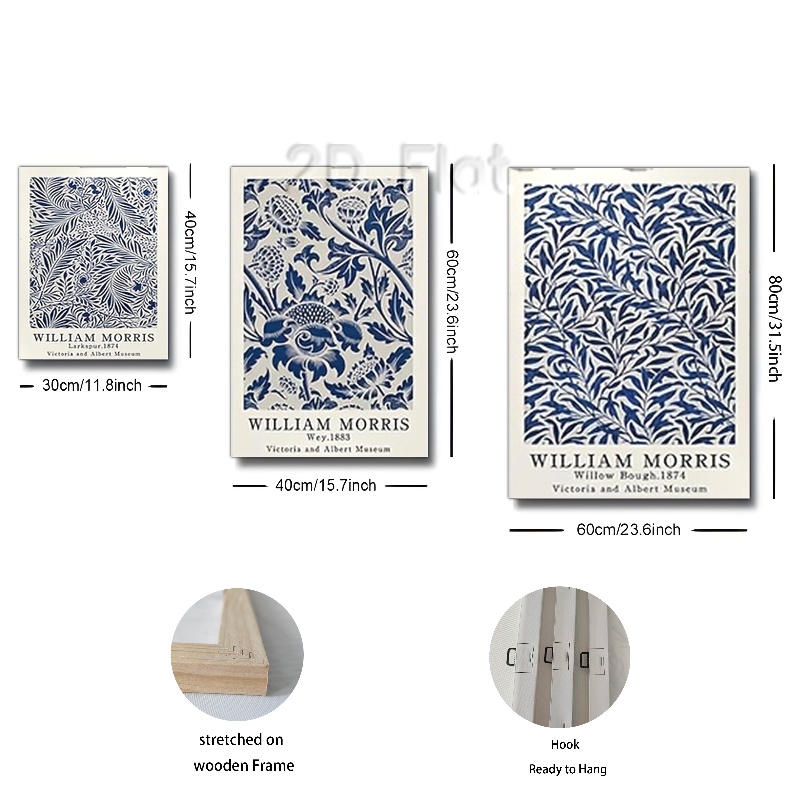 2D Flat
40cm/15.7inch
WILLIAM MORRIS
Larkspur.1874
Victoria and Albert Museum
30cm/11.8inch
60cm/23.6inch
WILLIAM MORRIS
Wey.1883
Victoria and Albert Museum
40cm/15.7inch
80cm/31.5inch
WILLIAM MORRIS
Willow Bough.1874
Victoria and Albert Museum
60cm/23.6inch
stretched on
wooden Frame
Hook
Ready to Hang